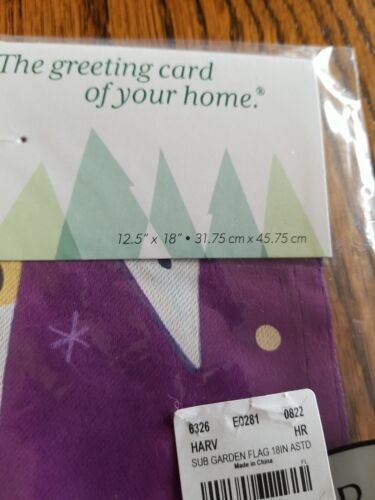 The greeting card
of your home.®
12.5" x 18" • 31.75 cm x 45.75 cm
6326 E0281 0822
HARV HR
SUB GARDEN FLAG 18IN ASTD
Made in China
FL